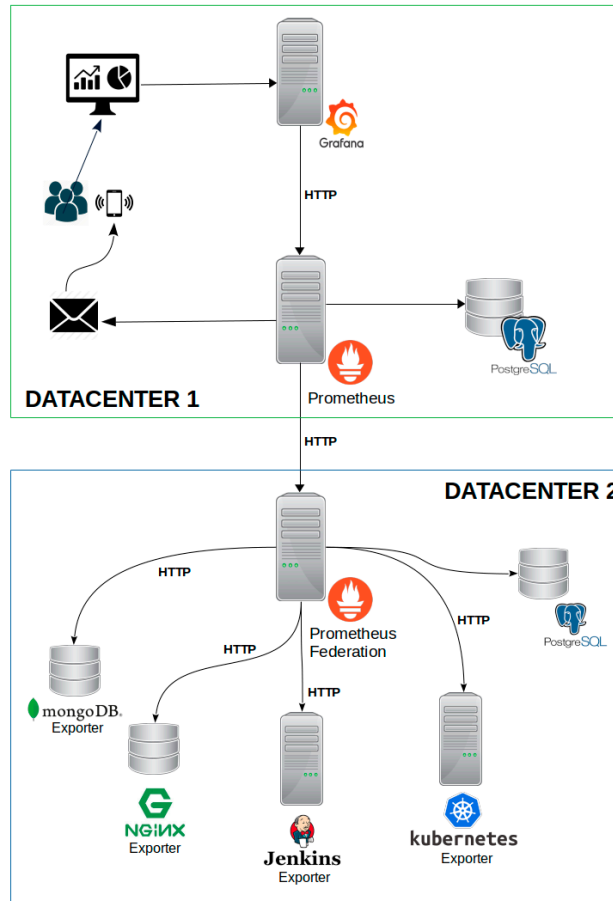 Grafana
HTTP
PostgreSQL
Prometheus
DATACENTER 1
HTTP
DATACENTER 2
HTTP
HTTP
PostgreSQL
Prometheus
Federation
HTTP
HTTP
mongoDB®
Exporter
NGINX
Exporter
Jenkins
Exporter
kubernetes
Exporter